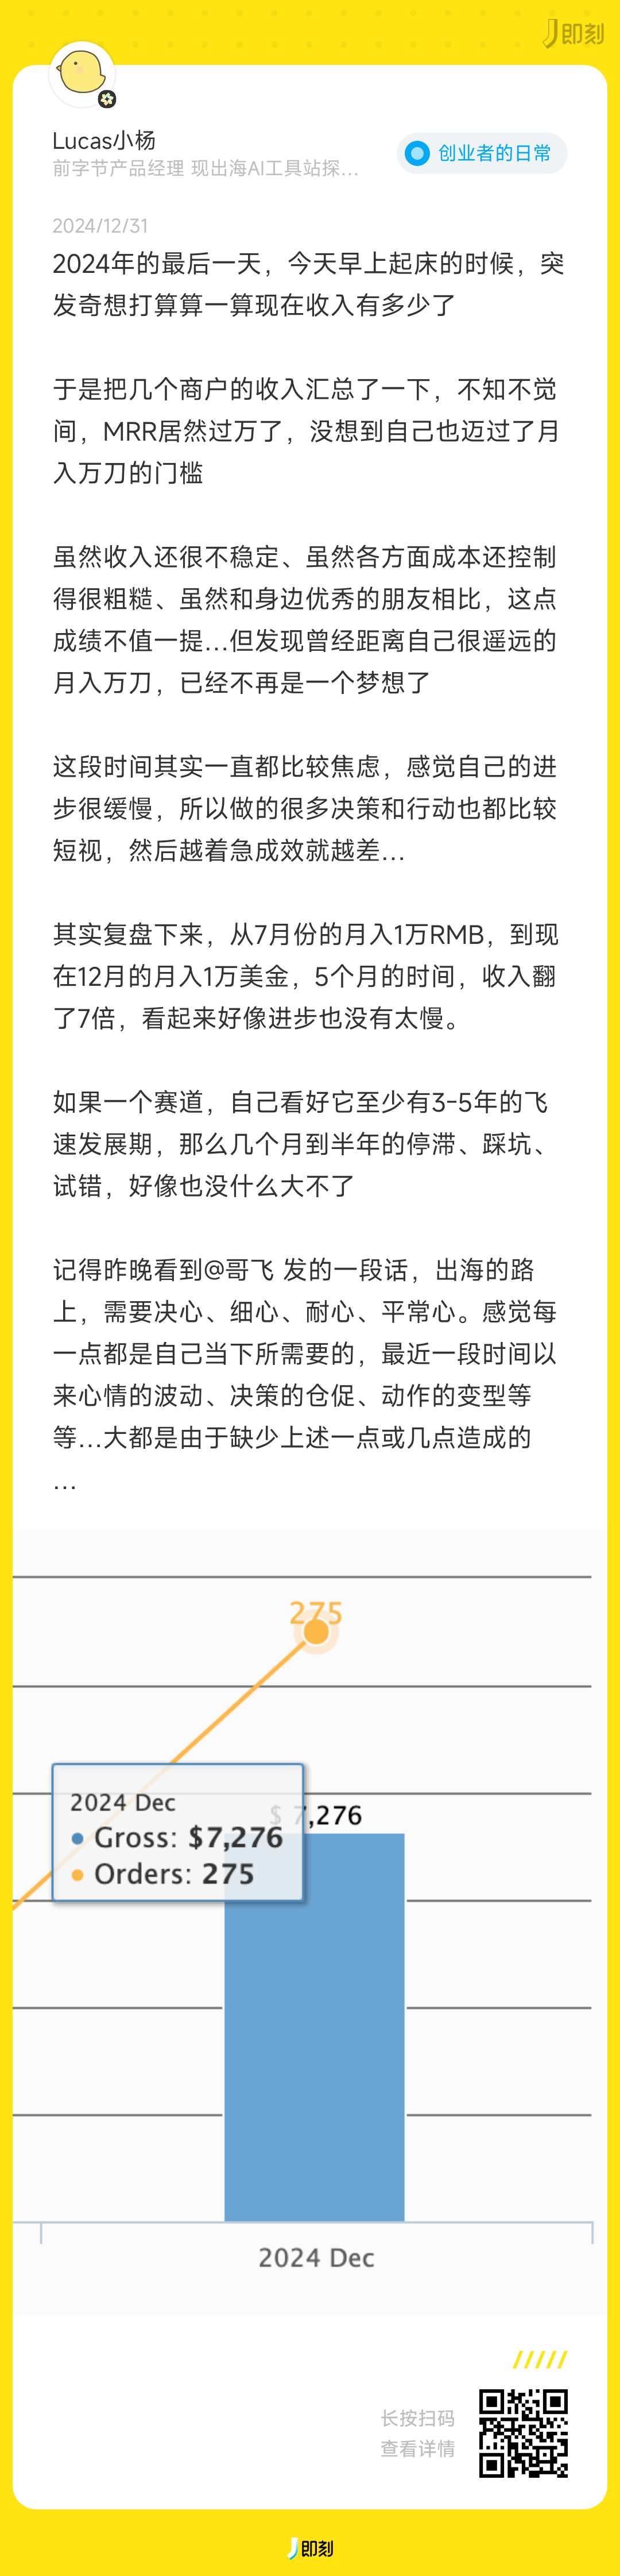 即刻
Lucas小杨
前字节产品经理 现出海AI工具站探...
创业者的日常
2024/12/31
2024年的最后一天，今天早上起床的时候，突
发奇想打算算一算现在收入有多少了
于是把几个商户的收入汇总了一下，不知不觉
间，MRR居然过万了，没想到自己也迈过了月
入万刀的门槛
虽然收入还很不稳定、虽然各方面成本还控制
得很粗糙、虽然和身边优秀的朋友相比，这点
成绩不值一提...但发现曾经距离自己很遥远的
月入万刀，已经不再是一个梦想了
这段时间其实一直都比较焦虑，感觉自己的进
步很缓慢，所以做的很多决策和行动也都比较
短视，然后越着急成效就越差...
其实复盘下来，从7月份的月入1万RMB，到现
在12月的月入1万美金，5个月的时间，收入翻
了7倍，看起来好像进步也没有太慢。
如果一个赛道，自己看好它至少有3-5年的飞
速发展期，那么几个月到半年的停滞、踩坑、
试错，好像也没什么大不了
记得昨晚看到@哥飞 发的一段话，出海的路
上，需要决心、细心、耐心、平常心。感觉每
一点都是自己当下所需要的，最近一段时间以
来心情的波动、决策的仓促、动作的变型等
等...大都是由于缺少上述一点或几点造成的
...
275
2024 Dec
Gross: $7,276
Orders: 275
$ 7,276
2024 Dec
长按扫码
查看详情
即刻